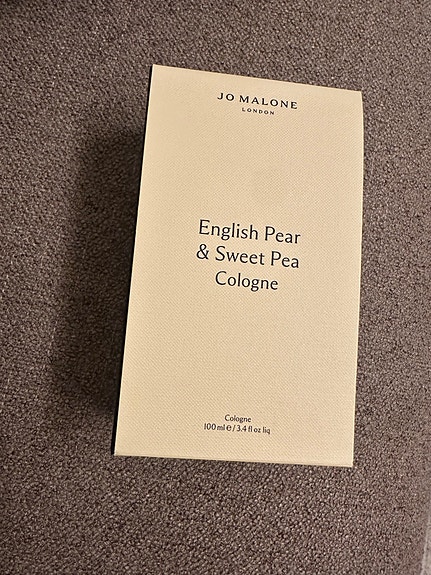 JO MALONE
LONDON
English Pear
& Sweet Pea
Cologne
Cologne
100 ml ℮ / 3.4 fl oz liq